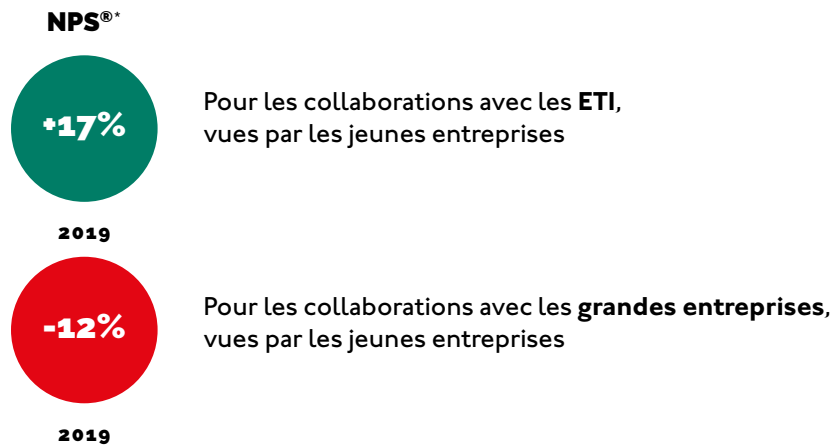 NPS®*
+17%
Pour les collaborations avec les ETI,
vues par les jeunes entreprises
2019
-12%
Pour les collaborations avec les grandes entreprises,
vues par les jeunes entreprises
2019